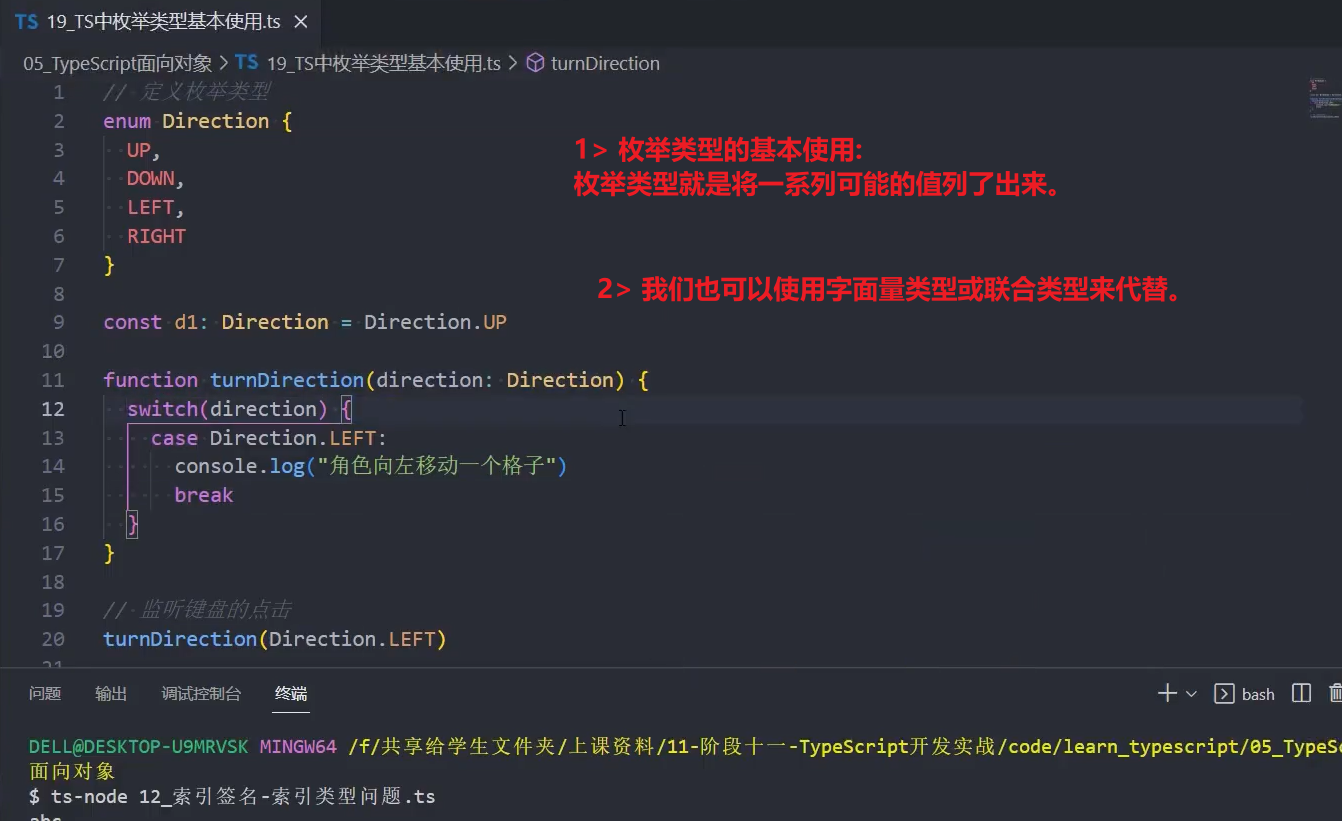 TS 19_TS中枚举类型基本使用.ts ×
05_TypeScript面向对象 > TS 19_TS中枚举类型基本使用.ts > turnDirection
1 // 定义枚举类型
2 enum Direction {
3 UP,
4 DOWN,
5 LEFT,
6 RIGHT
7 }
8
9 const d1: Direction = Direction.UP
10
11 function turnDirection(direction: Direction) {
12 switch(direction) {
13 case Direction.LEFT:
14 console.log("角色向左移动一个格子")
15 break
16 }
17 }
18
19 // 监听键盘的点击
20 turnDirection(Direction.LEFT)
21
1> 枚举类型的基本使用:
枚举类型就是将一系列可能的值列了出来。
2> 我们也可以使用字面量类型或联合类型来代替。
问题 输出 调试控制台 终端 bash
DELL@DESKTOP-U9MRVSK MINGW64 /f/共享给学生文件夹/上课资料/11-阶段十一-TypeScript开发实战/code/learn_typescript/05_TypeSc
面向对象
$ ts-node 12_索引签名-索引类型问题.ts
abc